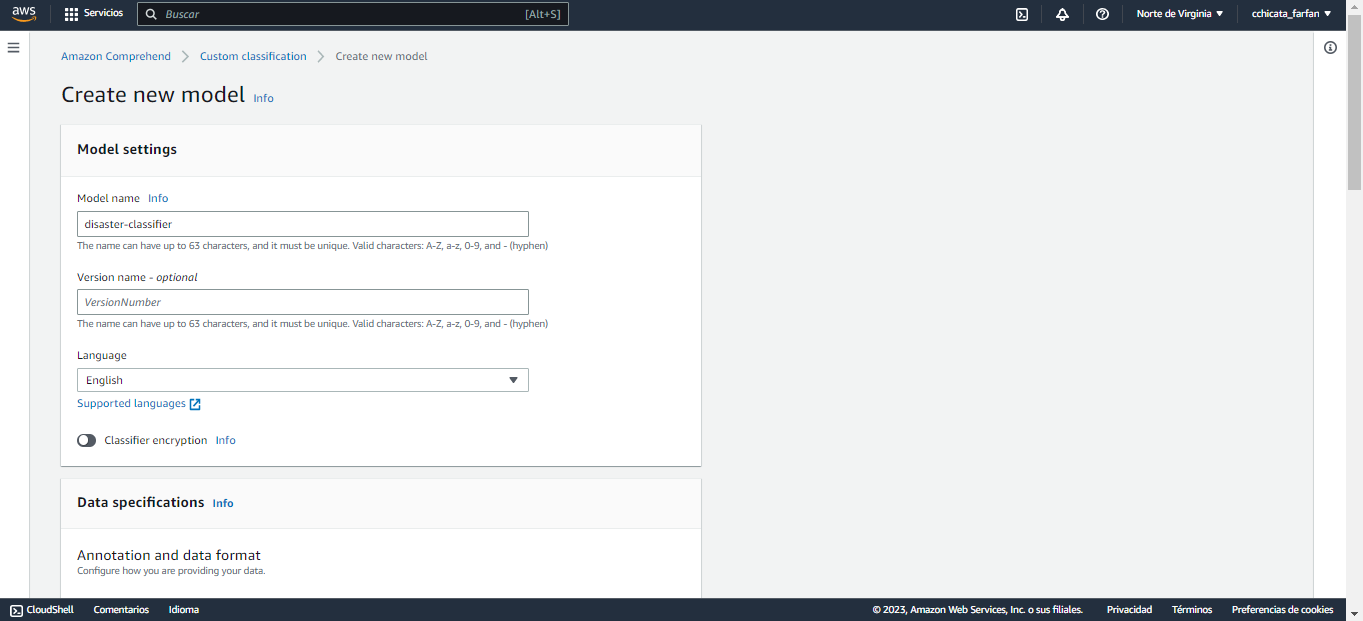 aws Servicios Buscar [Alt+S] Norte de Virginia cchicata_farfan
Amazon Comprehend Custom classification Create new model
Create new model Info
Model settings
Model name Info
disaster-classifier
The name can have up to 63 characters, and it must be unique. Valid characters: A-Z, a-z, 0-9, and - (hyphen)
Version name - optional
VersionNumber
The name can have up to 63 characters, and it must be unique. Valid characters: A-Z, a-z, 0-9, and - (hyphen)
Language
English
Supported languages
Classifier encryption Info
Data specifications Info
Annotation and data format
Configure how you are providing your data.
CloudShell Comentarios Idioma © 2023, Amazon Web Services, Inc. o sus filiales. Privacidad Términos Preferencias de cookies